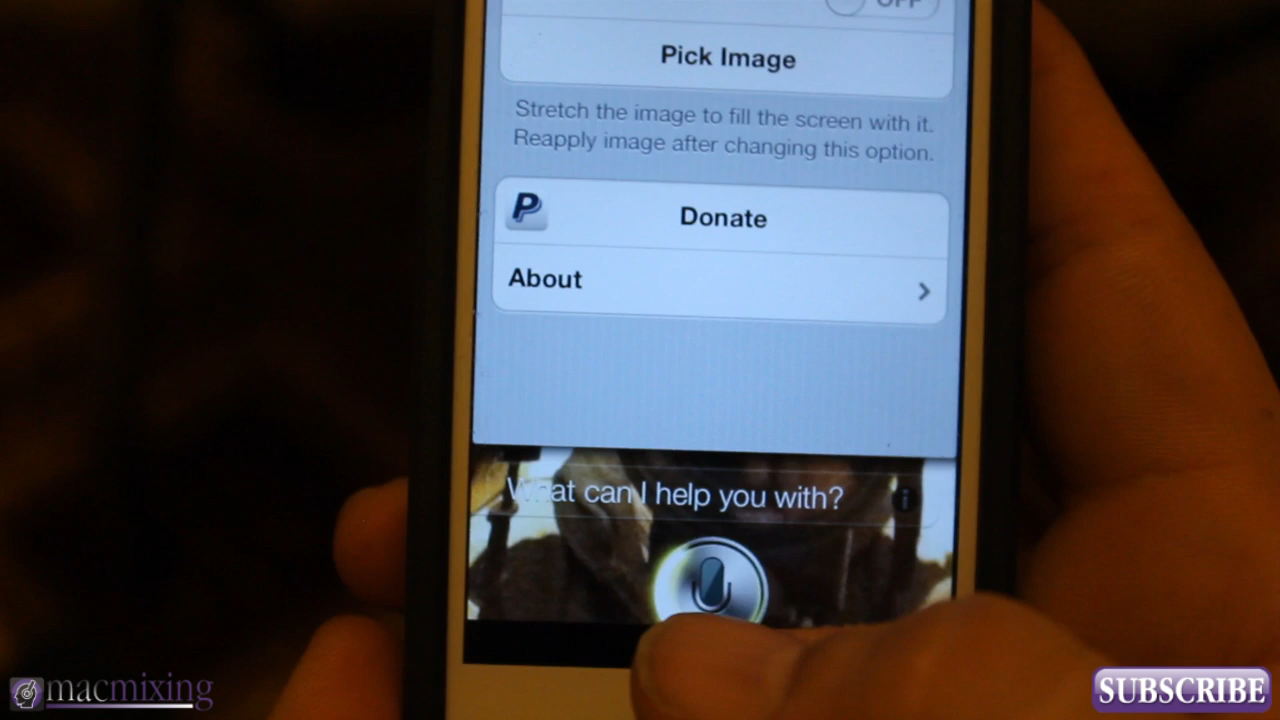 OFF
Pick Image
Stretch the image to fill the screen with it.
Reapply image after changing this option.
P
Donate
About
What can I help you with?
macmixing
SUBSCRIBE